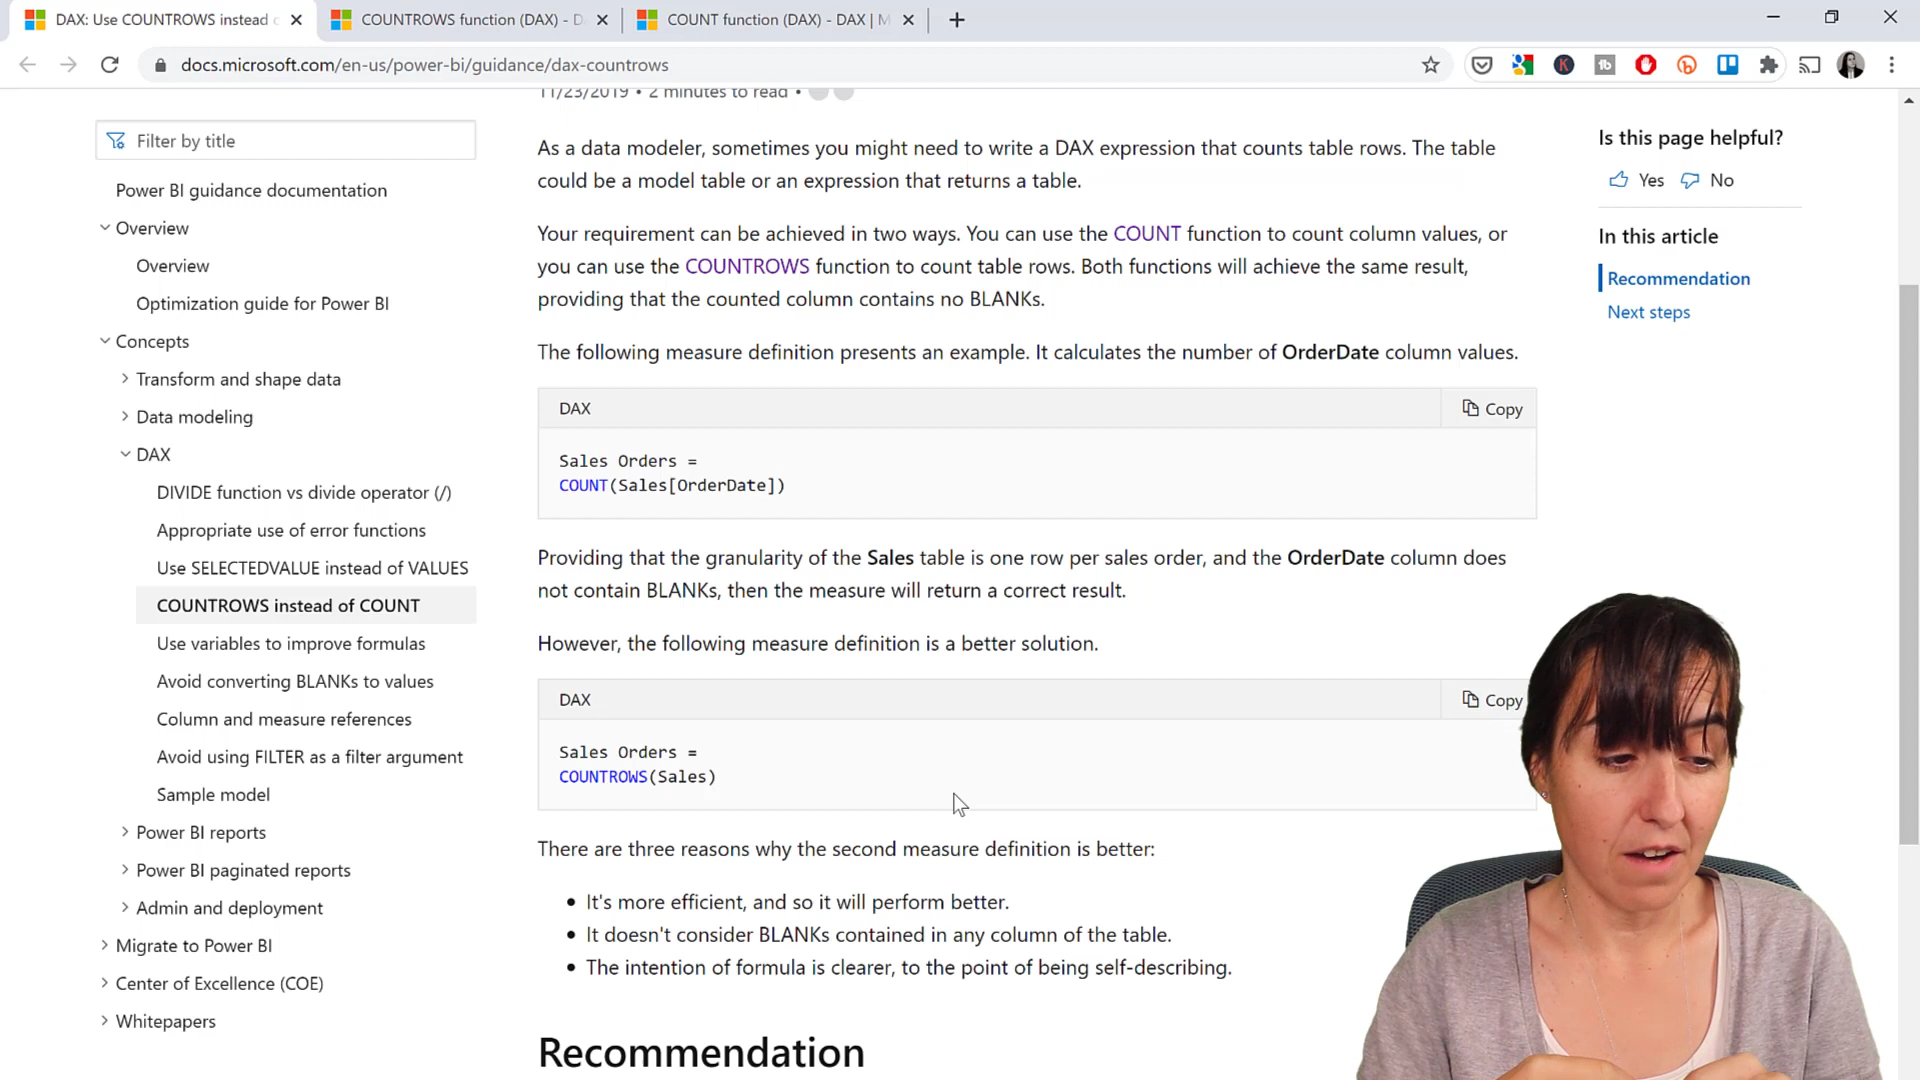 DAX: Use COUNTROWS instead
COUNTROWS function (DAX) - D
COUNT function (DAX) - DAX | M
docs.microsoft.com/en-us/power-bi/guidance/dax-countrows
11/23/2019 • 2 minutes to read •
Filter by title
Power BI guidance documentation
Overview
Overview
Optimization guide for Power BI
Concepts
Transform and shape data
Data modeling
DAX
DIVIDE function vs divide operator (/)
Appropriate use of error functions
Use SELECTEDVALUE instead of VALUES
COUNTROWS instead of COUNT
Use variables to improve formulas
Avoid converting BLANKs to values
Column and measure references
Avoid using FILTER as a filter argument
Sample model
Power BI reports
Power BI paginated reports
Admin and deployment
Migrate to Power BI
Center of Excellence (COE)
Whitepapers
As a data modeler, sometimes you might need to write a DAX expression that counts table rows. The table
could be a model table or an expression that returns a table.
Your requirement can be achieved in two ways. You can use the COUNT function to count column values, or
you can use the COUNTROWS function to count table rows. Both functions will achieve the same result,
providing that the counted column contains no BLANKs.
The following measure definition presents an example. It calculates the number of OrderDate column values.
DAX
Copy
Sales Orders =
COUNT(Sales[OrderDate])
Providing that the granularity of the Sales table is one row per sales order, and the OrderDate column does
not contain BLANKs, then the measure will return a correct result.
However, the following measure definition is a better solution.
DAX
Copy
Sales Orders =
COUNTROWS(Sales)
There are three reasons why the second measure definition is better:
• It's more efficient, and so it will perform better.
• It doesn't consider BLANKs contained in any column of the table.
• The intention of formula is clearer, to the point of being self-describing.
Recommendation
Is this page helpful?
Yes
No
In this article
Recommendation
Next steps